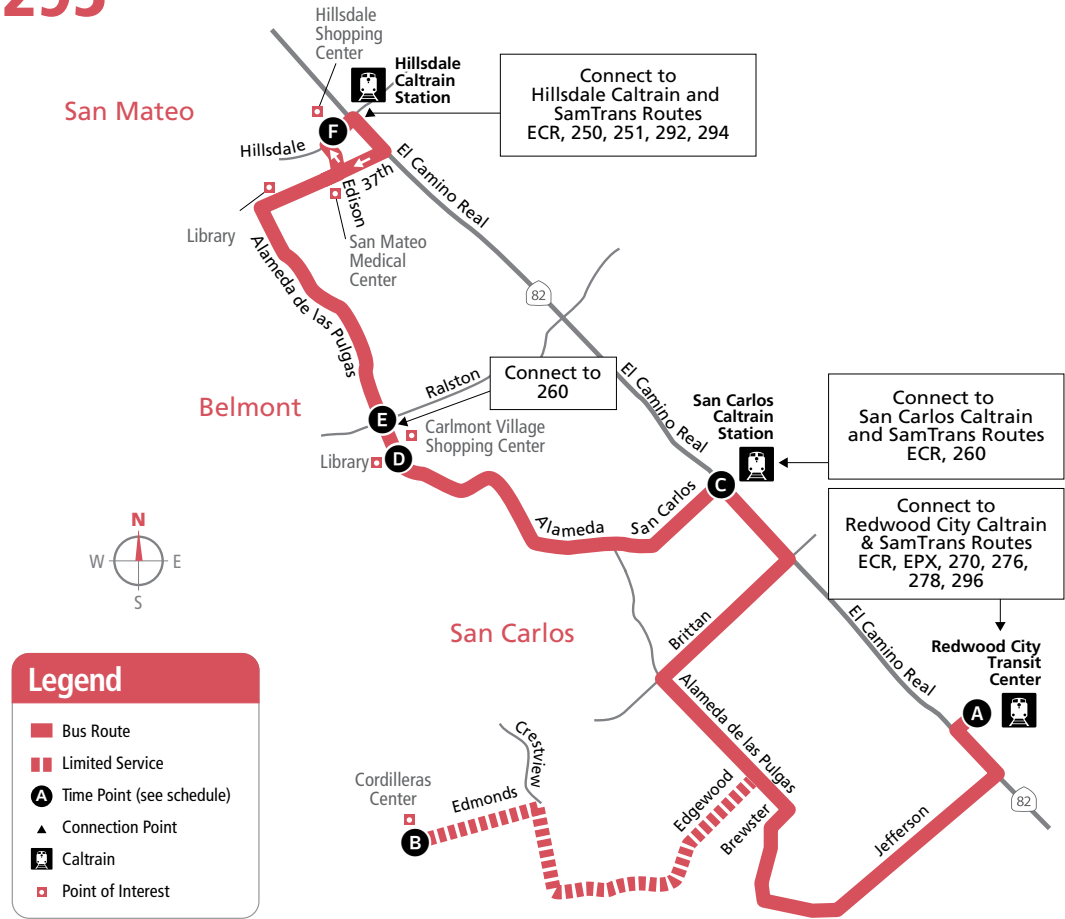 295
Hillsdale
Shopping
Center
Hillsdale
Caltrain
Station
Connect to
Hillsdale Caltrain and
SamTrans Routes
ECR, 250, 251, 292, 294
San Mateo
F
Hillsdale
37th
Edison
El Camino Real
Library
San Mateo
Medical
Center
Alameda de las Pulgas
82
Connect to
260
Ralston
El Camino Real
San Carlos
Caltrain
Station
Connect to
San Carlos Caltrain
and SamTrans Routes
ECR, 260
Belmont
E
Carlmont Village
Shopping Center
Library
D
C
Connect to
Redwood City Caltrain
& SamTrans Routes
ECR, EPX, 270, 276,
278, 296
Alameda
San Carlos
N
W
E
S
San Carlos
Brittan
El Camino Real
Redwood City
Transit
Center
A
Alameda de las Pulgas
Crestview
Cordilleras
Center
Edmonds
B
Edgewood
Brewster
Jefferson
82
Legend
Bus Route
Limited Service
A Time Point (see schedule)
Connection Point
Caltrain
Point of Interest